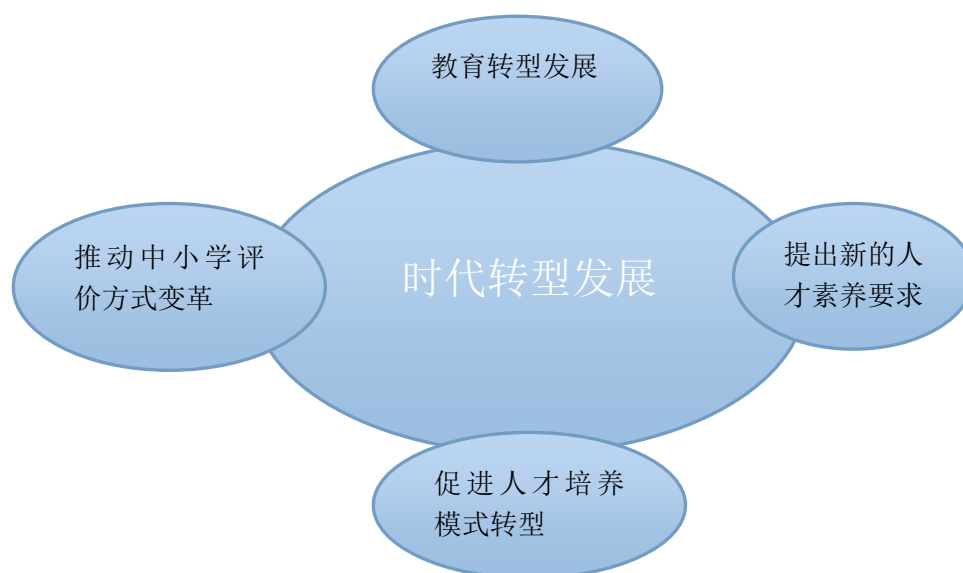 教育转型发展
推动中小学评
价方式变革
时代转型发展
提出新的人
才素养要求
促进人才培养
模式转型